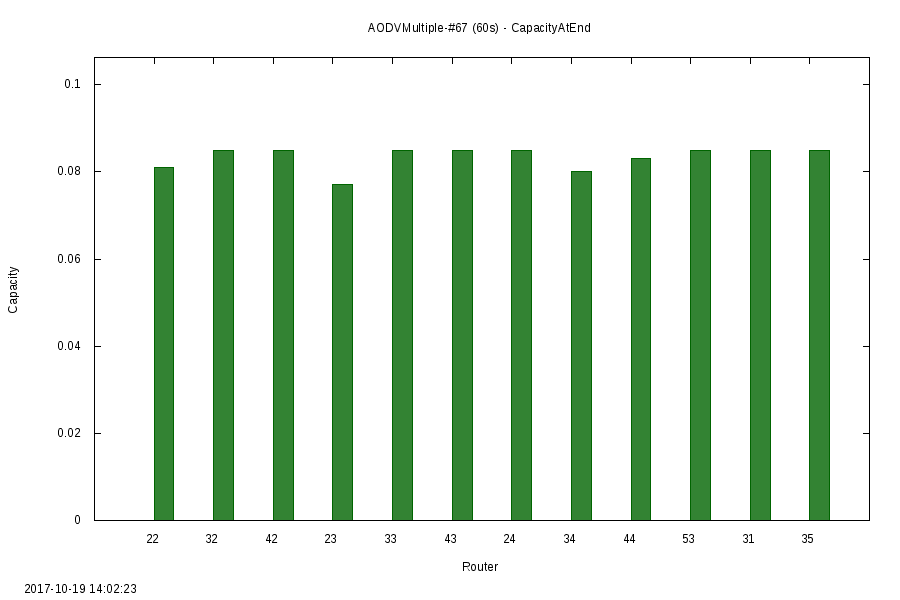 AODVMultiple-#67 (60s) - CapacityAtEnd
0.1
0.08
0.06
0.04
0.02
0
Capacity
22 32 42 23 33 43 24 34 44 53 31 35
Router
2017-10-19 14:02:23